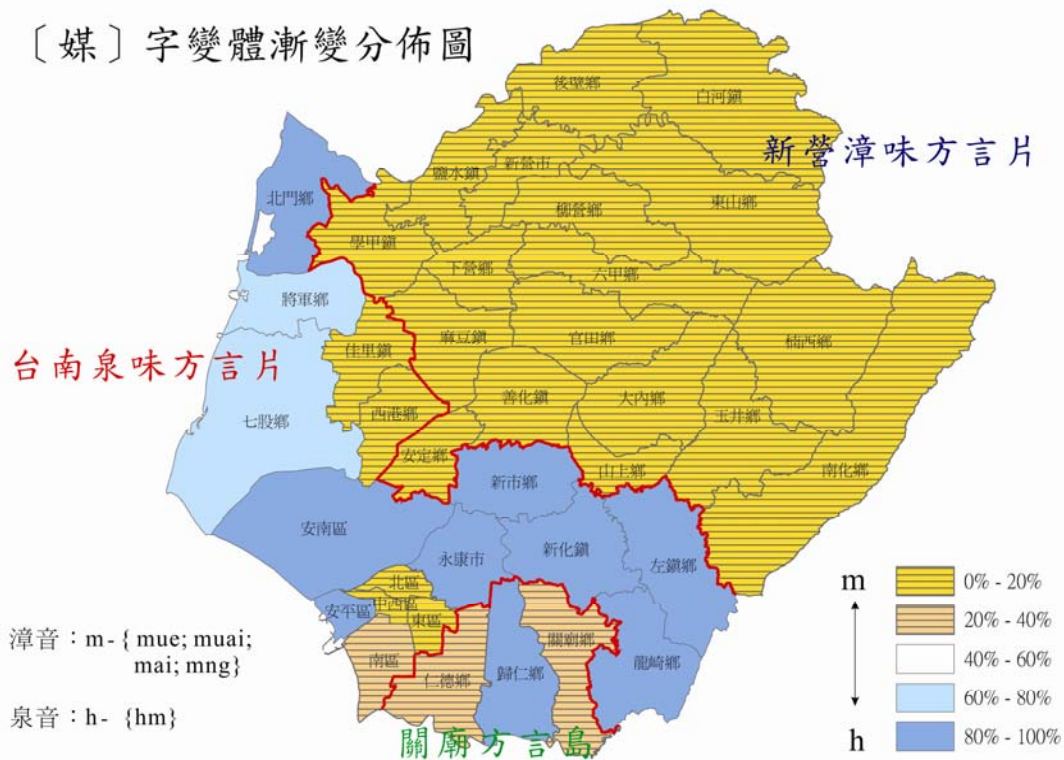 〔媒〕字變體漸變分佈圖
後壁鄉
白河鎮
新營漳味方言片
新營市
鹽水鎮
北門鄉
柳營鄉
東山鄉
學甲鎮
下營鄉
六甲鄉
將軍鄉
麻豆鎮
官田鄉
楠西鄉
佳里鎮
台南泉味方言片
善化鎮
大內鄉
玉井鄉
七股鄉
西港鄉
安定鄉
山上鄉
南化鄉
新市鄉
安南區
永康市
新化鎮
左鎮鄉
北區
中西區
安平區
東區
南區
仁德鄉
歸仁鄉
關廟鄉
龍崎鄉
關廟方言島
漳音：m-{mue; muai;
mai; mng}
泉音：h- {hm}
m
h
0% - 20%
20% - 40%
40% - 60%
60% - 80%
80% - 100%